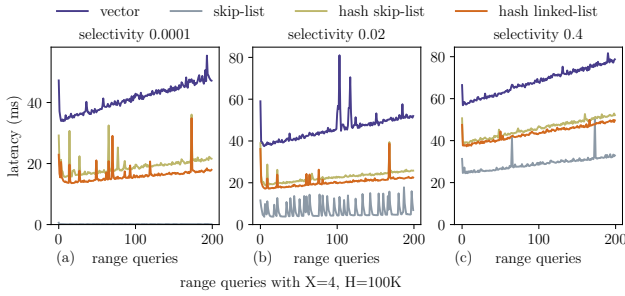 vector skip-list hash skip-list hash linked-list
selectivity 0.0001 selectivity 0.02 selectivity 0.4
latency (ms)
0 20 40
0 20 40 60 80
0 20 40 60 80
0 100 200 0 100 200 0 100 200
(a) range queries (b) range queries (c) range queries
range queries with X=4, H=100K